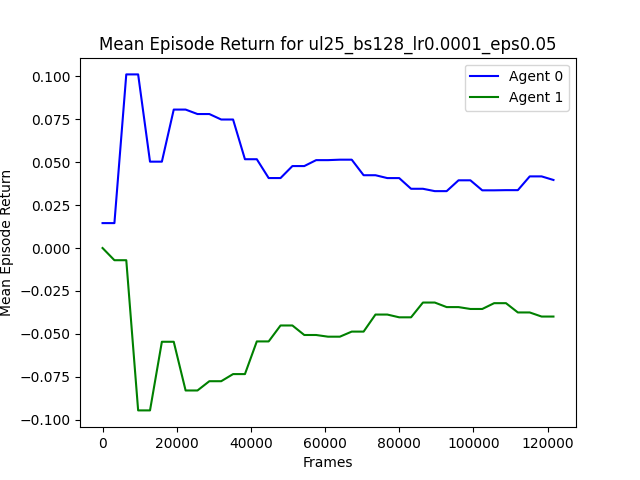 Mean Episode Return for ul25_bs128_lr0.0001_eps0.05
Agent 0
Agent 1
Mean Episode Return
0.100
0.075
0.050
0.025
0.000
−0.025
−0.050
−0.075
−0.100
0 20000 40000 60000 80000 100000 120000
Frames